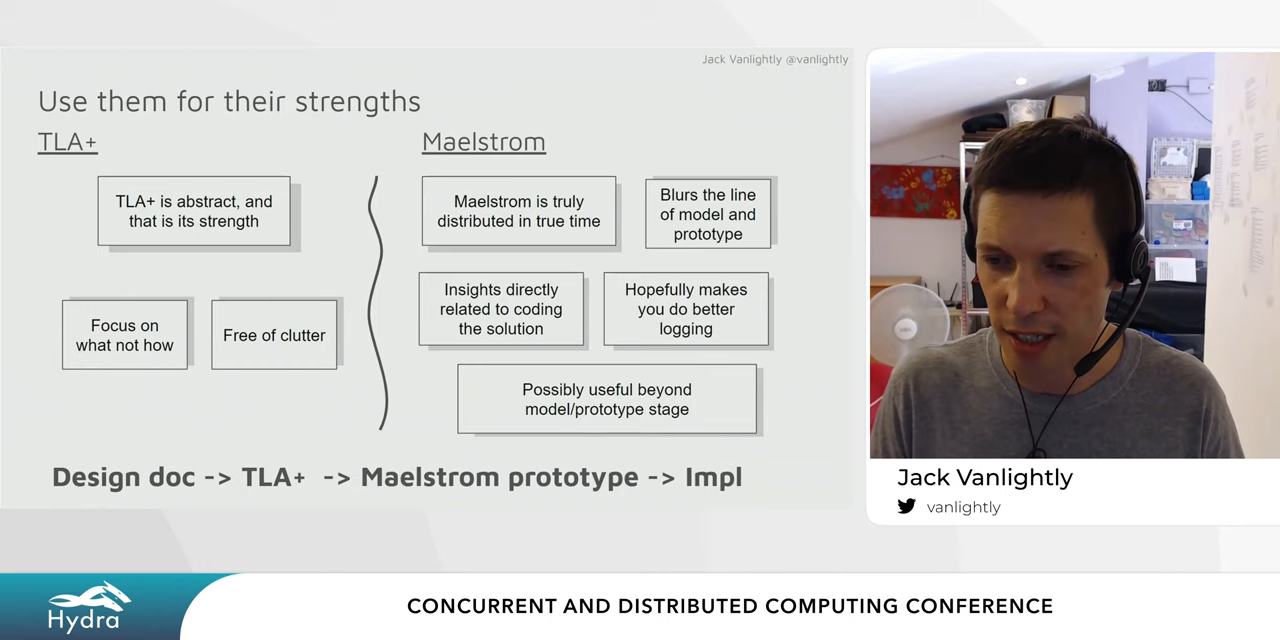 Jack Vanlightly @vanlightly
Use them for their strengths
TLA+
TLA+ is abstract, and
that is its strength
Focus on
what not how
Free of clutter
Maelstrom
Maelstrom is truly
distributed in true time
Blurs the line
of model and
prototype
Insights directly
related to coding
the solution
Hopefully makes
you do better
logging
Possibly useful beyond
model/prototype stage
Design doc -> TLA+ -> Maelstrom prototype -> Impl
Jack Vanlightly
vanlightly
Hydra
CONCURRENT AND DISTRIBUTED COMPUTING CONFERENCE